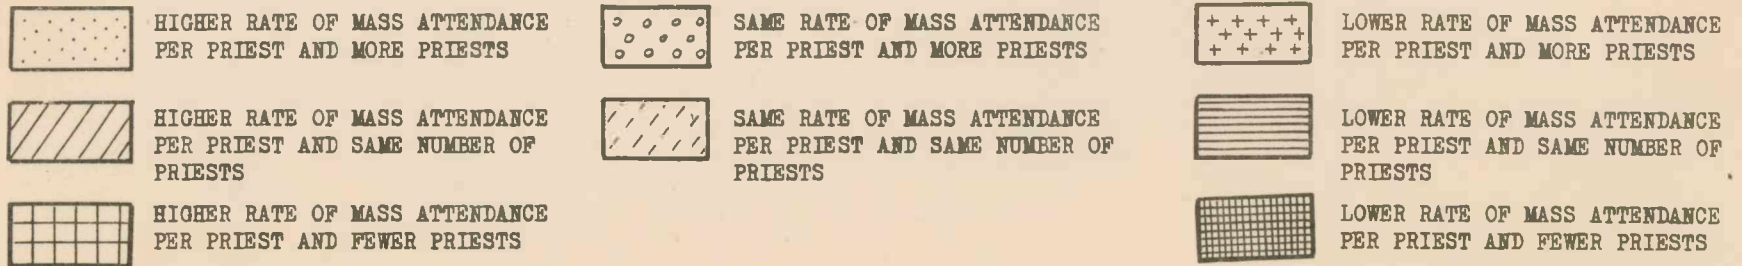 HIGHER RATE OF MASS ATTENDANCE
PER PRIEST AND MORE PRIESTS
HIGHER RATE OF MASS ATTENDANCE
PER PRIEST AND SAME NUMBER OF
PRIESTS
HIGHER RATE OF MASS ATTENDANCE
PER PRIEST AND FEWER PRIESTS
SAME RATE OF MASS ATTENDANCE
PER PRIEST AND MORE PRIESTS
SAME RATE OF MASS ATTENDANCE
PER PRIEST AND SAME NUMBER OF
PRIESTS
LOWER RATE OF MASS ATTENDANCE
PER PRIEST AND MORE PRIESTS
LOWER RATE OF MASS ATTENDANCE
PER PRIEST AND SAME NUMBER OF
PRIESTS
LOWER RATE OF MASS ATTENDANCE
PER PRIEST AND FEWER PRIESTS